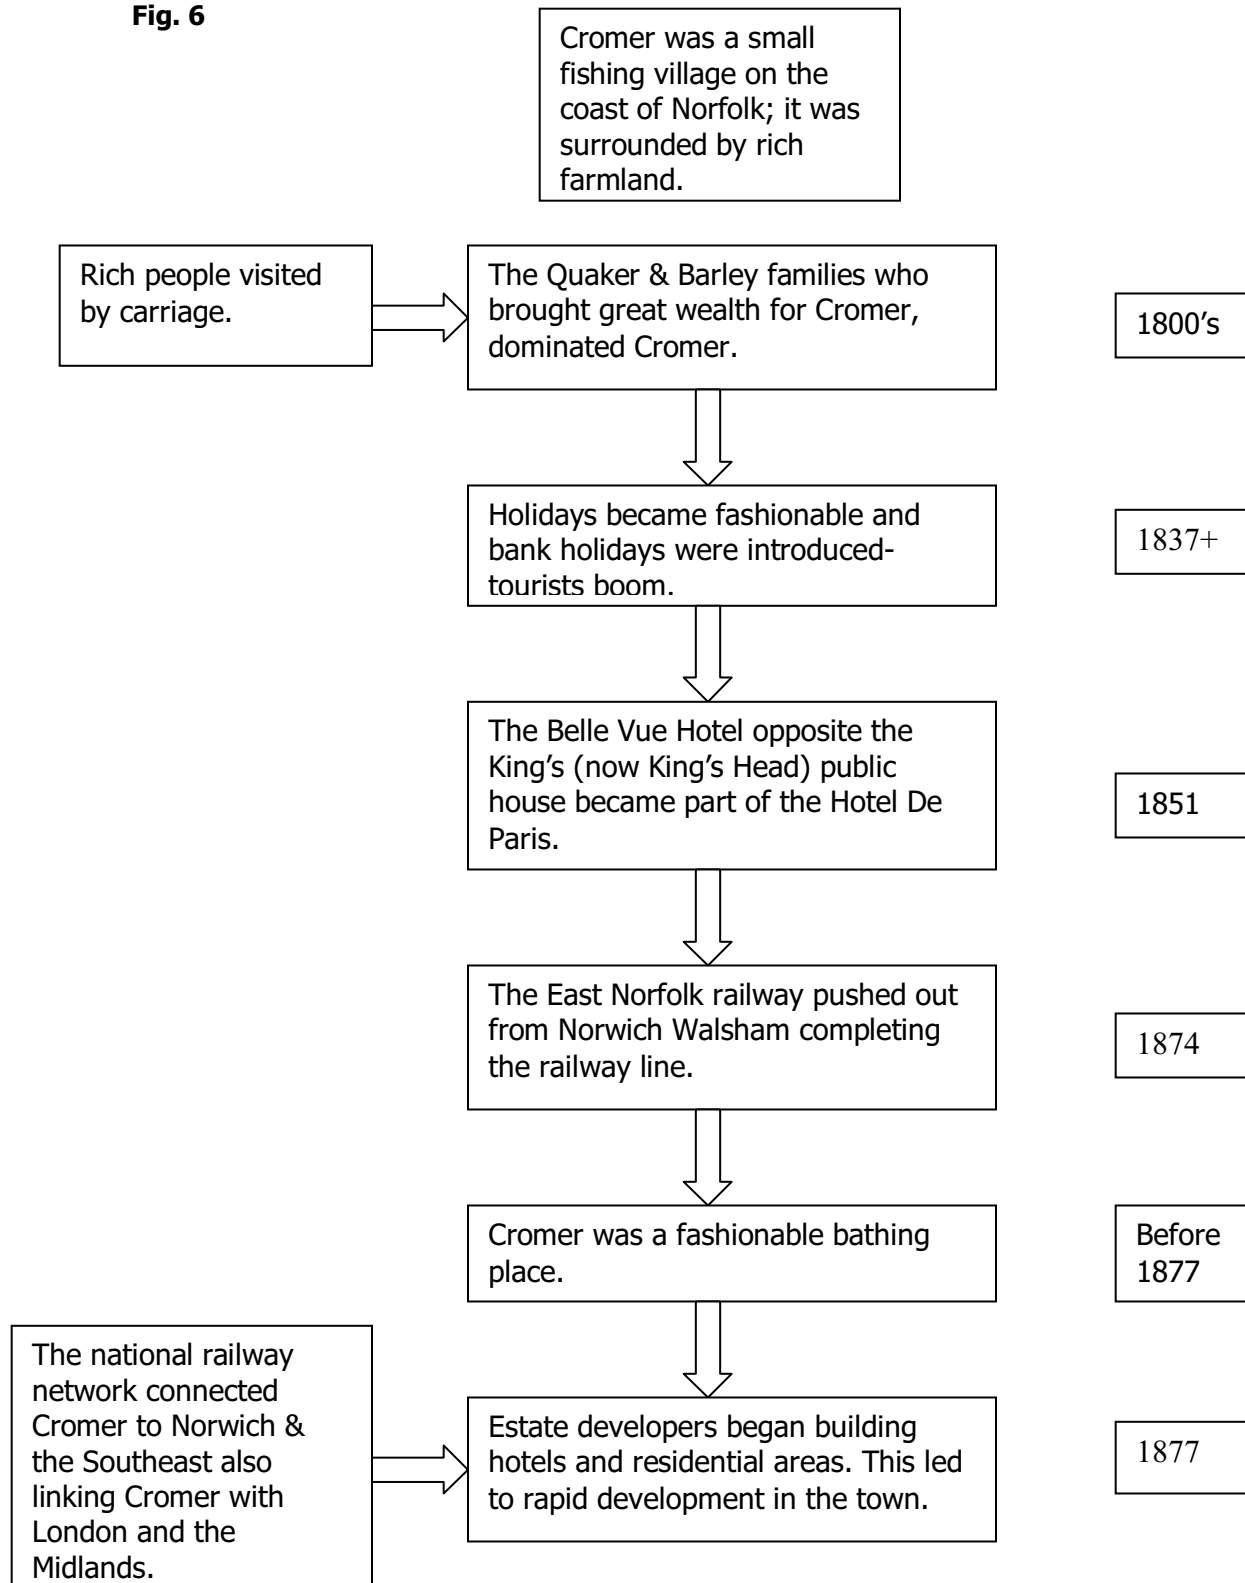 Fig. 6
Cromer was a small
fishing village on the
coast of Norfolk; it was
surrounded by rich
farmland.
Rich people visited
by carriage.
The Quaker & Barley families who
brought great wealth for Cromer,
dominated Cromer.
1800's
Holidays became fashionable and
bank holidays were introduced-
tourists boom.
1837+
The Belle Vue Hotel opposite the
King's (now King's Head) public
house became part of the Hotel De
Paris.
1851
The East Norfolk railway pushed out
from Norwich Walsham completing
the railway line.
1874
Cromer was a fashionable bathing
place.
Before
1877
The national railway
network connected
Cromer to Norwich &
the Southeast also
linking Cromer with
London and the
Midlands.
Estate developers began building
hotels and residential areas. This led
to rapid development in the town.
1877